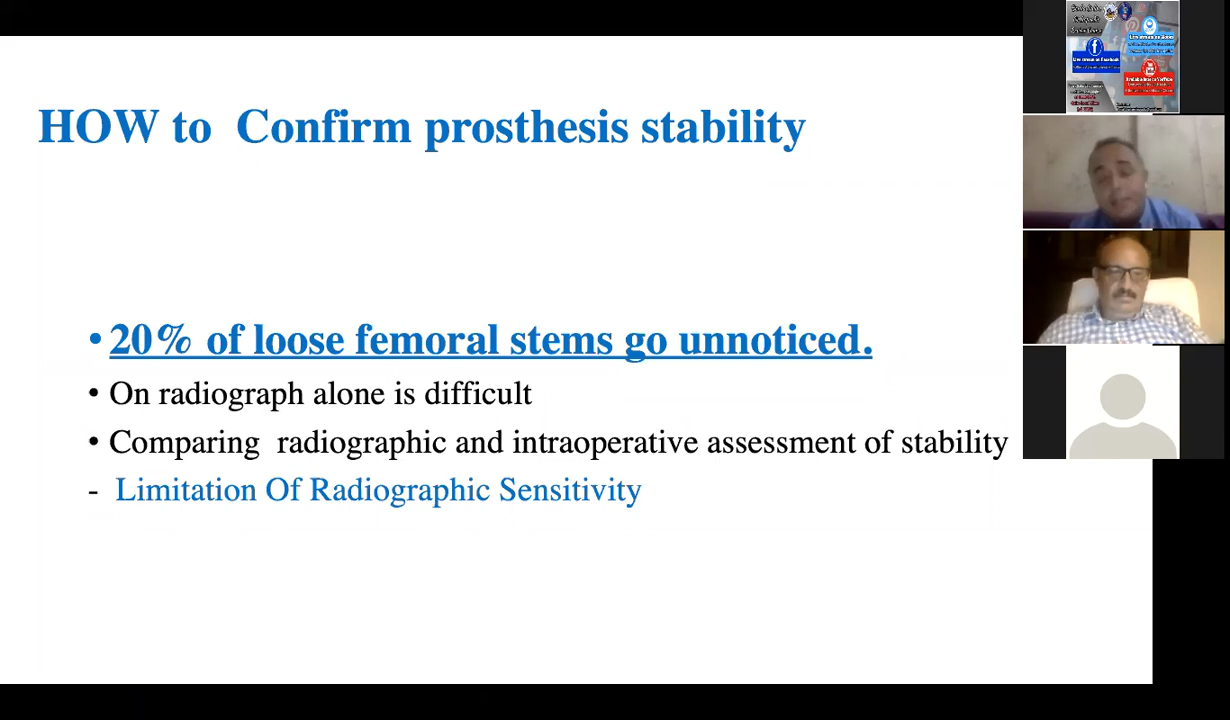 HOW to  Confirm prosthesis stability
• 20% of loose femoral stems go unnoticed.
• On radiograph alone is difficult
• Comparing  radiographic and intraoperative assessment of stability
- Limitation Of Radiographic Sensitivity